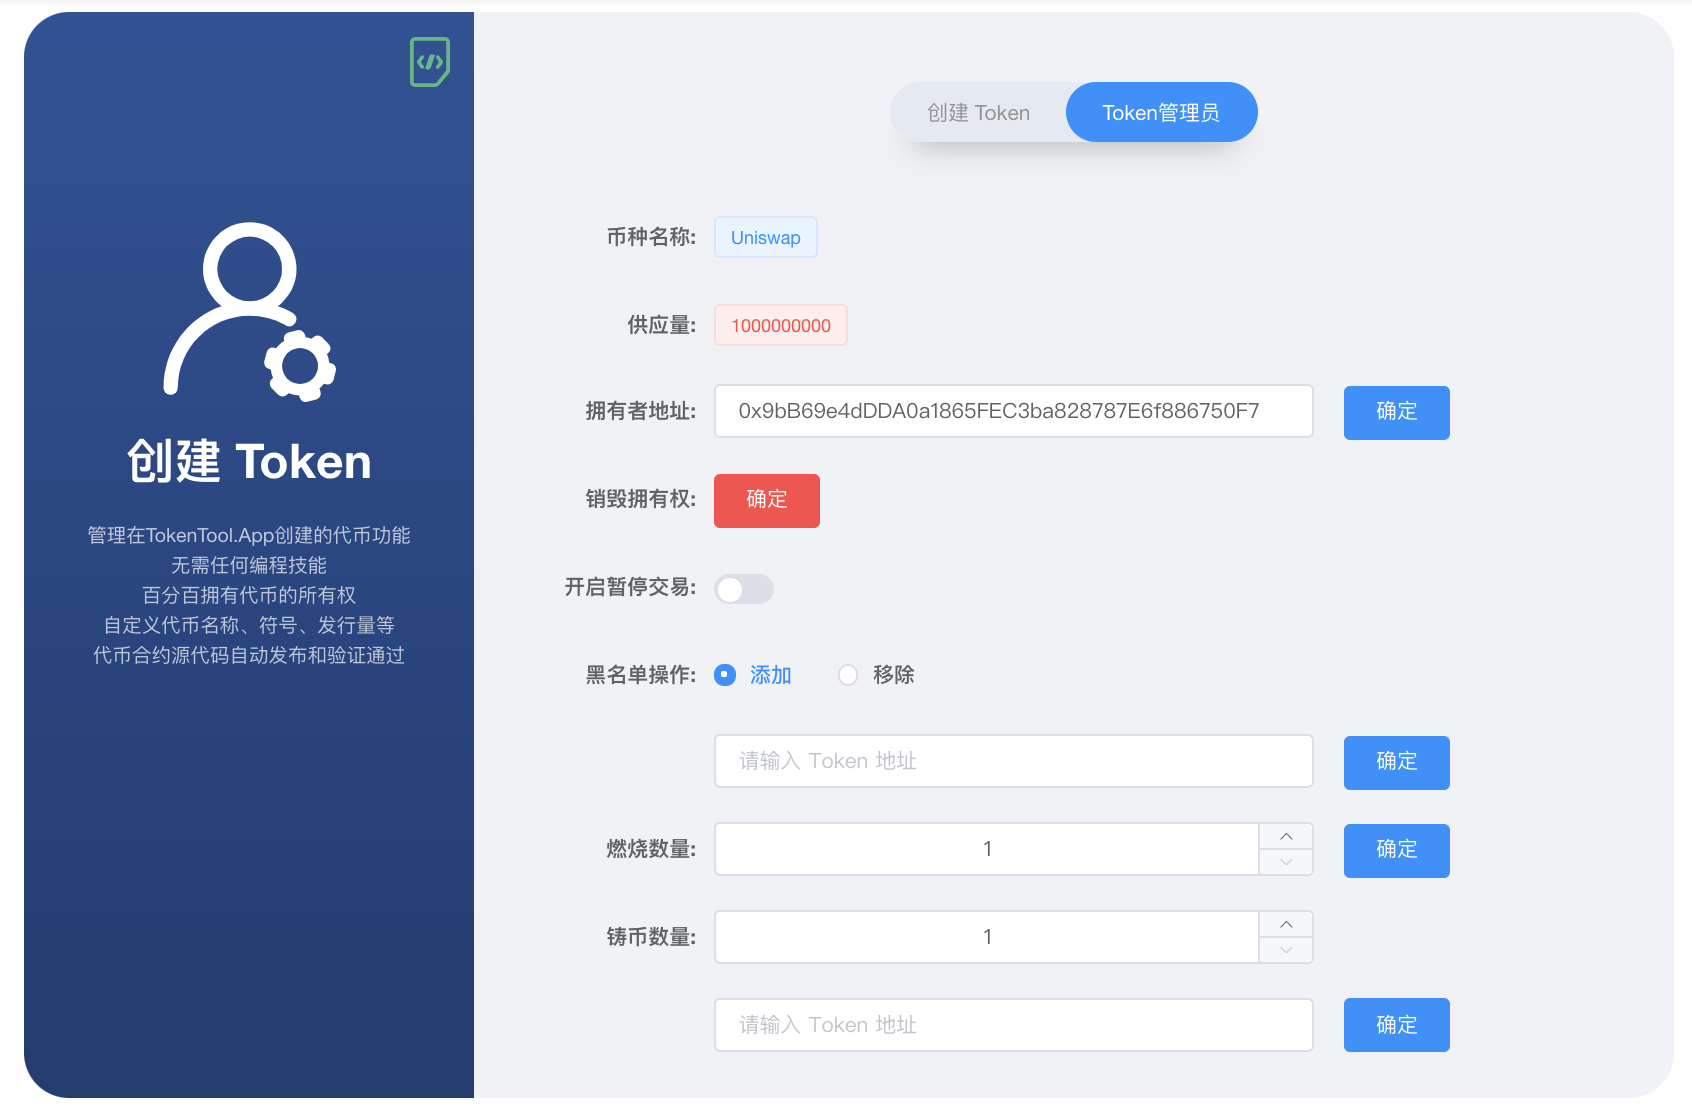 创建 Token
管理在TokenTool.App创建的代币功能
无需任何编程技能
百分百拥有代币的所有权
自定义代币名称、符号、发行量等
代币合约源代码自动发布和验证通过
创建 Token Token管理员
币种名称: Uniswap
供应量: 1000000000
拥有者地址: 0x9bB69e4dDDA0a1865FEC3ba828787E6f886750F7 确定
销毁拥有权: 确定
开启暂停交易:
黑名单操作: 添加 移除
请输入 Token 地址 确定
燃烧数量: 1 确定
铸币数量: 1
请输入 Token 地址 确定